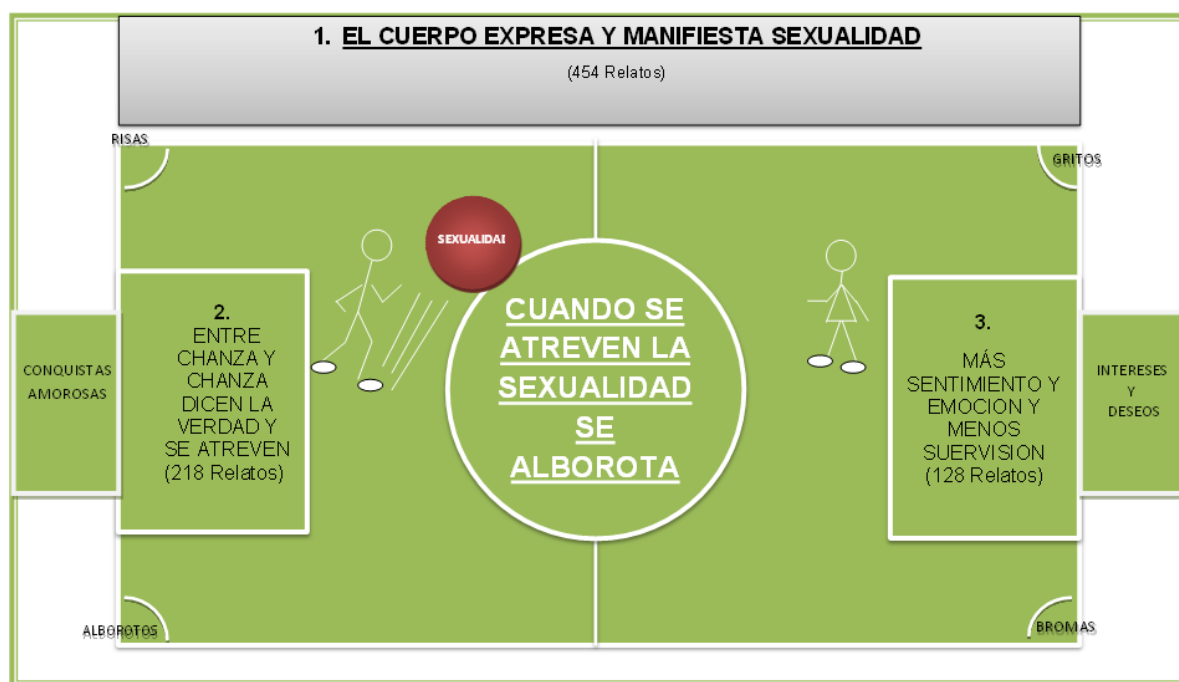 1. EL CUERPO EXPRESA Y MANIFIESTA SEXUALIDAD
(454 Relatos)
RISAS
GRITOS
SEXUALIDAI
CONQUISTAS
AMOROSAS
2.
ENTRE
CHANZA Y
CHANZA
DICEN LA
VERDAD Y
SE ATREVEN
(218 Relatos)
CUANDO SE
ATREVEN LA
SEXUALIDAD
SE
ALBOROTA
3.
MÁS
SENTIMIENTO Y
EMOCION Y
MENOS
SUERVISION
(128 Relatos)
INTERESES
Y
DESEOS
ALBOROTOS
BROMAS